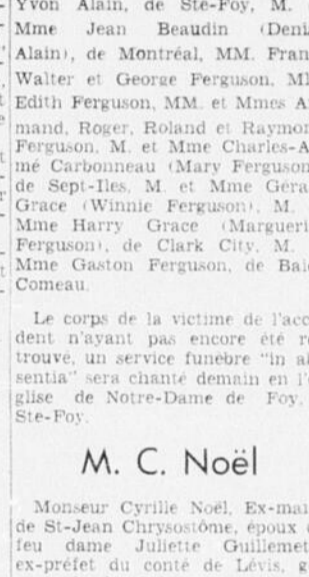 Yvon Alain, de Ste-Foy, M.
Mme Jean Beaudin (Deni
Alain), de Montréal, MM. Fran
Walter et George Ferguson, Ml
Edith Ferguson, MM. et Mmes A
mand, Roger, Roland et Raymon
Ferguson, M. et Mme Charles-A
mé Carbonneau (Mary Ferguson
de Sept-Iles, M. et Mme Géra
Grace (Winnie Ferguson), M.
Mme Harry Grace (Margueri
Ferguson), de Clark City, M.
Mme Gaston Ferguson, de Baie
Comeau.
Le corps de la victime de l'acc
dent n'ayant pas encore été r
trouvé, un service funèbre "in a
sentia" sera chanté demain en l'é
glise de Notre-Dame de Foy,
Ste-Foy.
M. C. Noël
Monseur Cyrille Noël, Ex-mai
de St-Jean Chrysostôme, époux
feu dame Juliette Guillemet
ex-préfet du conté de Lévis, g